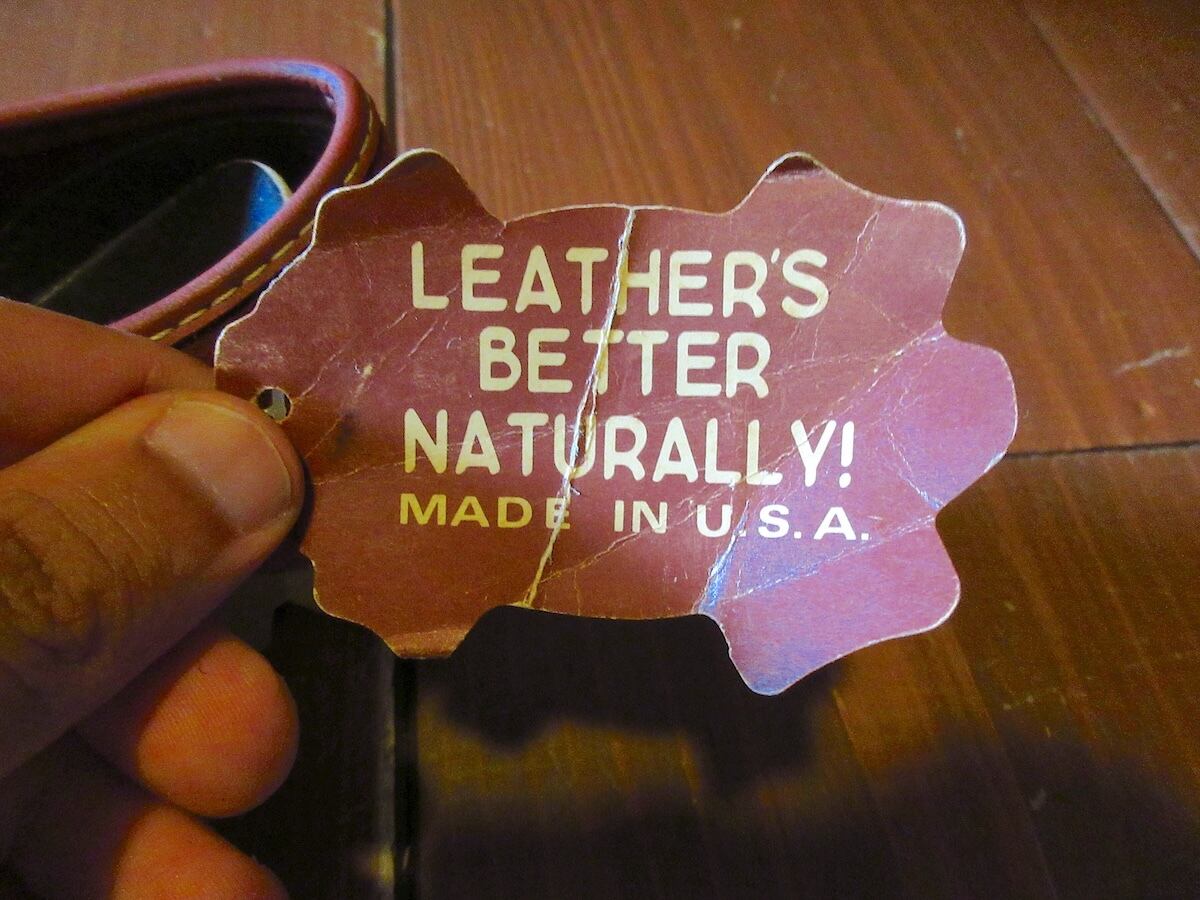 LEATHER'S
BETTER
NATURALLY!
MADE IN U.S.A.